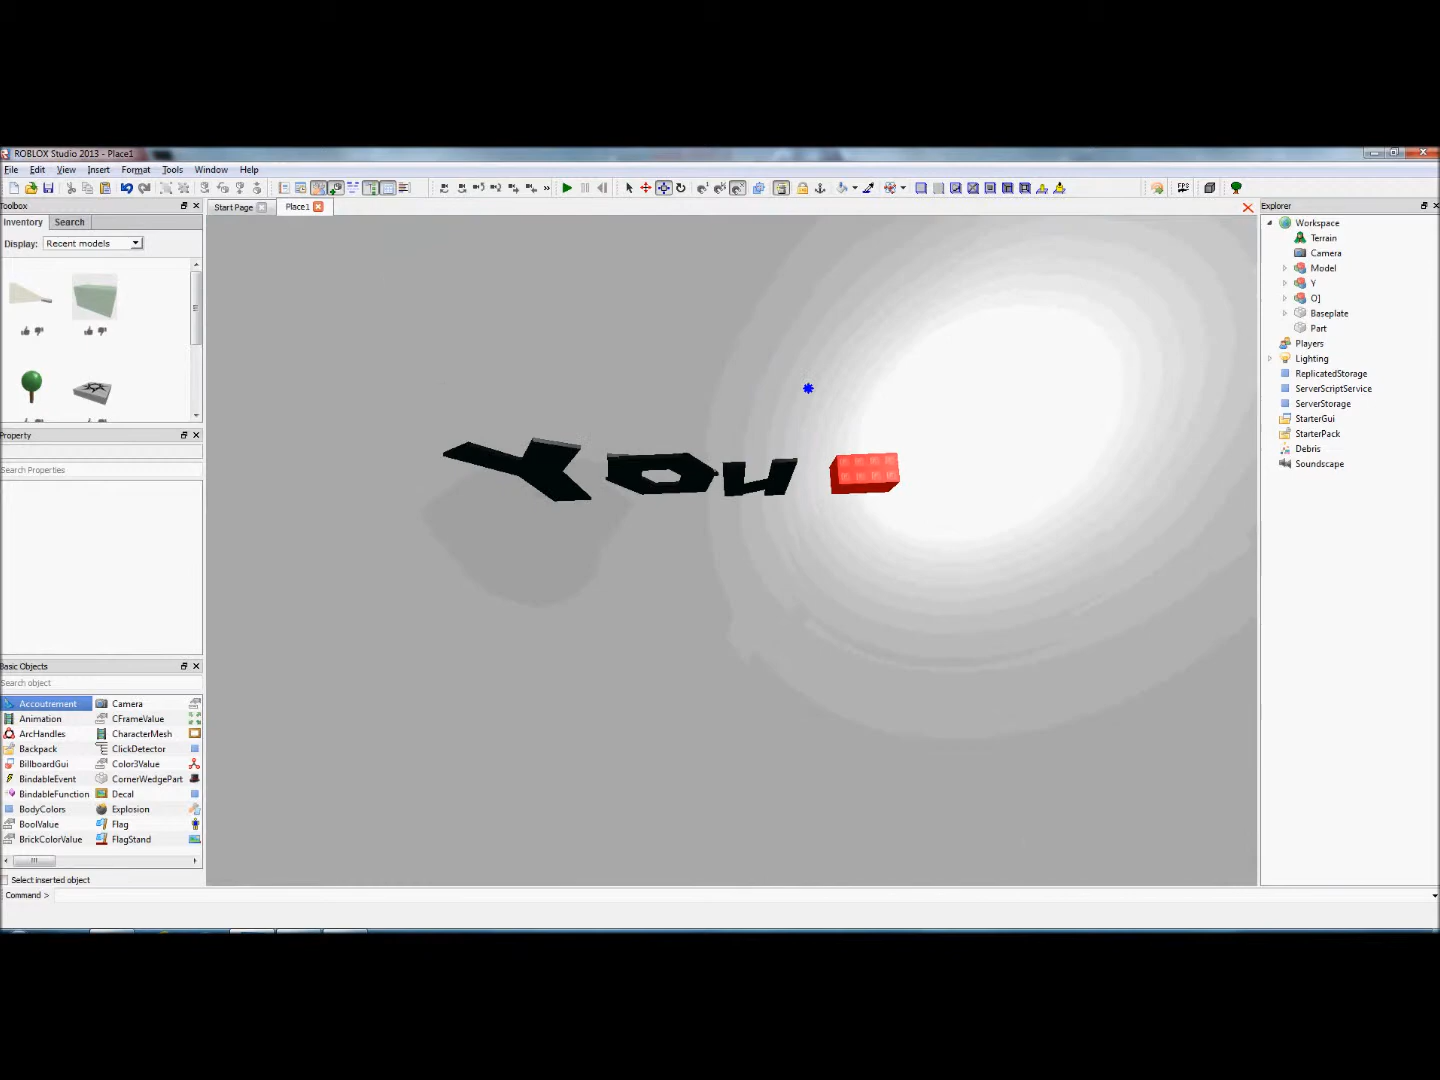 ROBLOX Studio 2013 - Place1
File Edit View Insert Format Tools Window Help
Toolbox
Inventory Search
Display: Recent models
Start Page Place1
You
Property
Search Properties
Basic Objects
Search object
Accoutrement Camera
Animation CFrameValue
ArcHandles CharacterMesh
Backpack ClickDetector
BillboardGui Color3Value
BindableEvent CornerWedgePart
BindableFunction Decal
BodyColors Explosion
BoolValue Flag
BrickColorValue FlagStand
Select inserted object
Command >
Explorer
Workspace
Terrain
Camera
Model
Y
O]
Baseplate
Part
Players
Lighting
ReplicatedStorage
ServerScriptService
ServerStorage
StarterGui
StarterPack
Debris
Soundscape